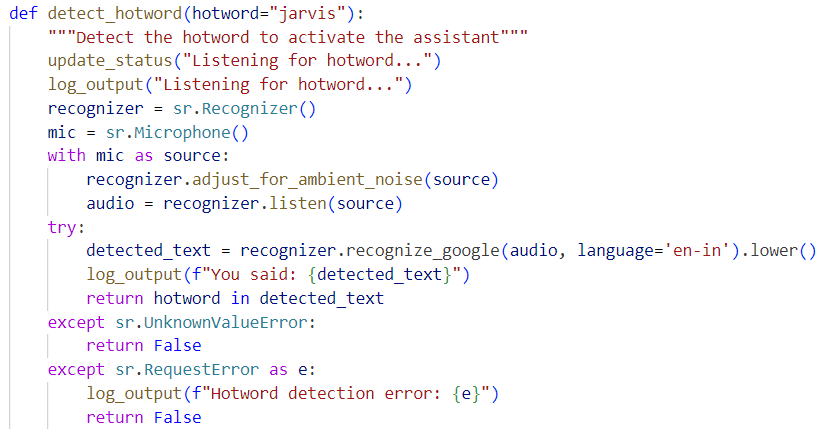 def detect_hotword(hotword="jarvis"):
    """Detect the hotword to activate the assistant"""
    update_status("Listening for hotword...")
    log_output("Listening for hotword...")
    recognizer = sr.Recognizer()
    mic = sr.Microphone()
    with mic as source:
        recognizer.adjust_for_ambient_noise(source)
        audio = recognizer.listen(source)
    try:
        detected_text = recognizer.recognize_google(audio, language='en-in').lower()
        log_output(f"You said: {detected_text}")
        return hotword in detected_text
    except sr.UnknownValueError:
        return False
    except sr.RequestError as e:
        log_output(f"Hotword detection error: {e}")
        return False